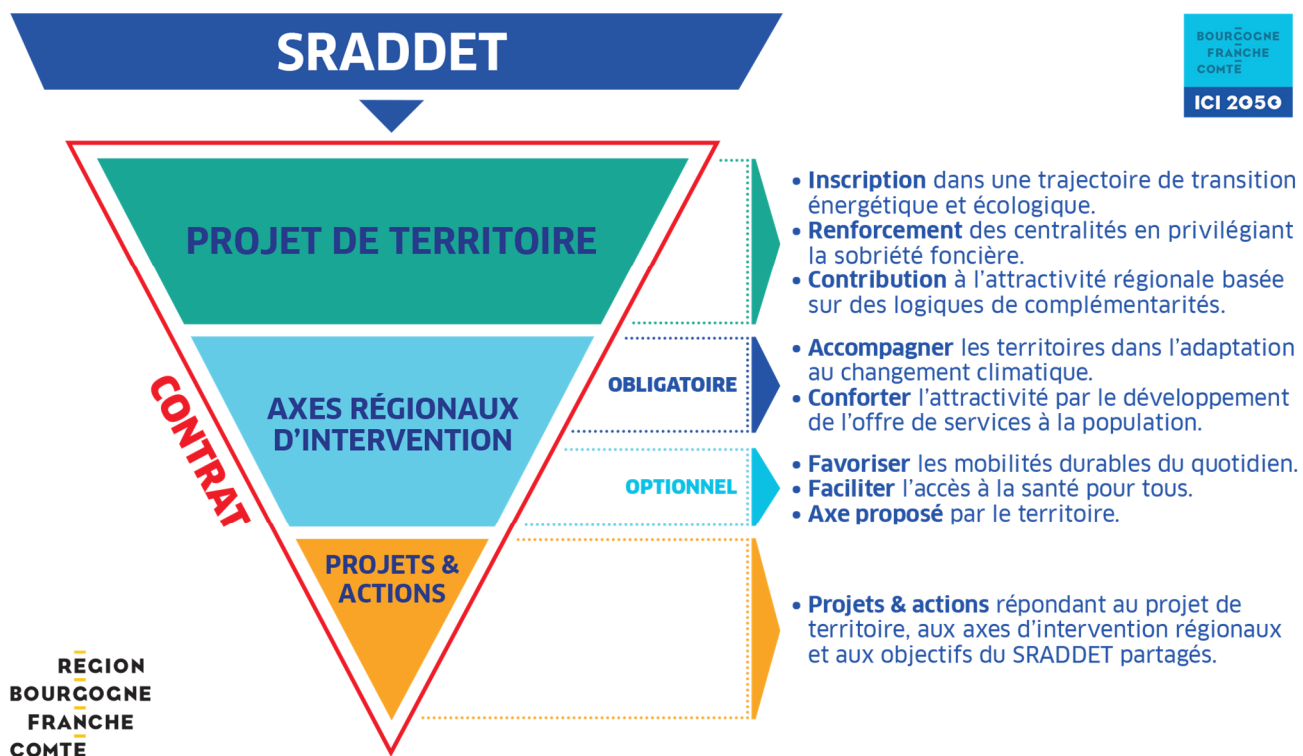 SRADDET
BOURGOGNE
FRANCHE
COMTE
ICI 2050
CONTRAT
PROJET DE TERRITOIRE
• Inscription dans une trajectoire de transition
énergétique et écologique.
• Renforcement des centralités en privilégiant
la sobriété foncière.
• Contribution à l'attractivité régionale basée
sur des logiques de complémentarités.
AXES RÉGIONAUX
D'INTERVENTION
OBLIGATOIRE
• Accompagner les territoires dans l'adaptation
au changement climatique.
• Conforter l'attractivité par le développement
de l'offre de services à la population.
OPTIONNEL
• Favoriser les mobilités durables du quotidien.
• Faciliter l'accès à la santé pour tous.
• Axe proposé par le territoire.
PROJETS &
ACTIONS
• Projets & actions répondant au projet de
territoire, aux axes d'intervention régionaux
et aux objectifs du SRADDET partagés.
REGION
BOURGOGNE
FRANCHE
COMTE